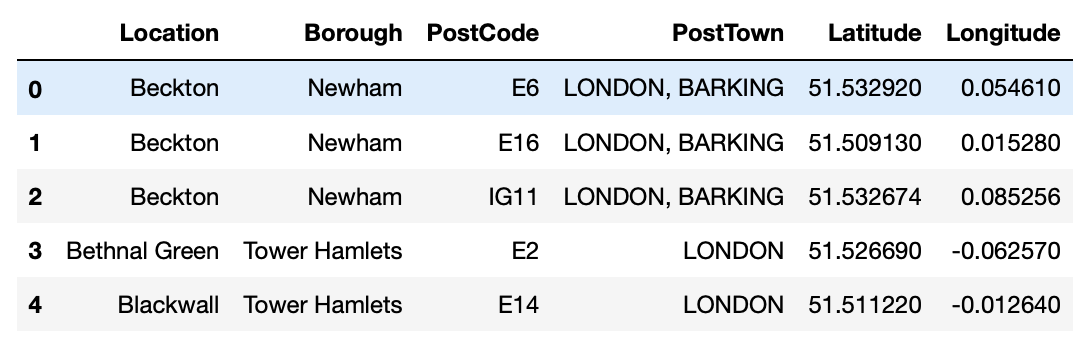 Location Borough PostCode PostTown Latitude Longitude
0 Beckton Newham E6 LONDON, BARKING 51.532920 0.054610
1 Beckton Newham E16 LONDON, BARKING 51.509130 0.015280
2 Beckton Newham IG11 LONDON, BARKING 51.532674 0.085256
3 Bethnal Green Tower Hamlets E2 LONDON 51.526690 -0.062570
4 Blackwall Tower Hamlets E14 LONDON 51.511220 -0.012640